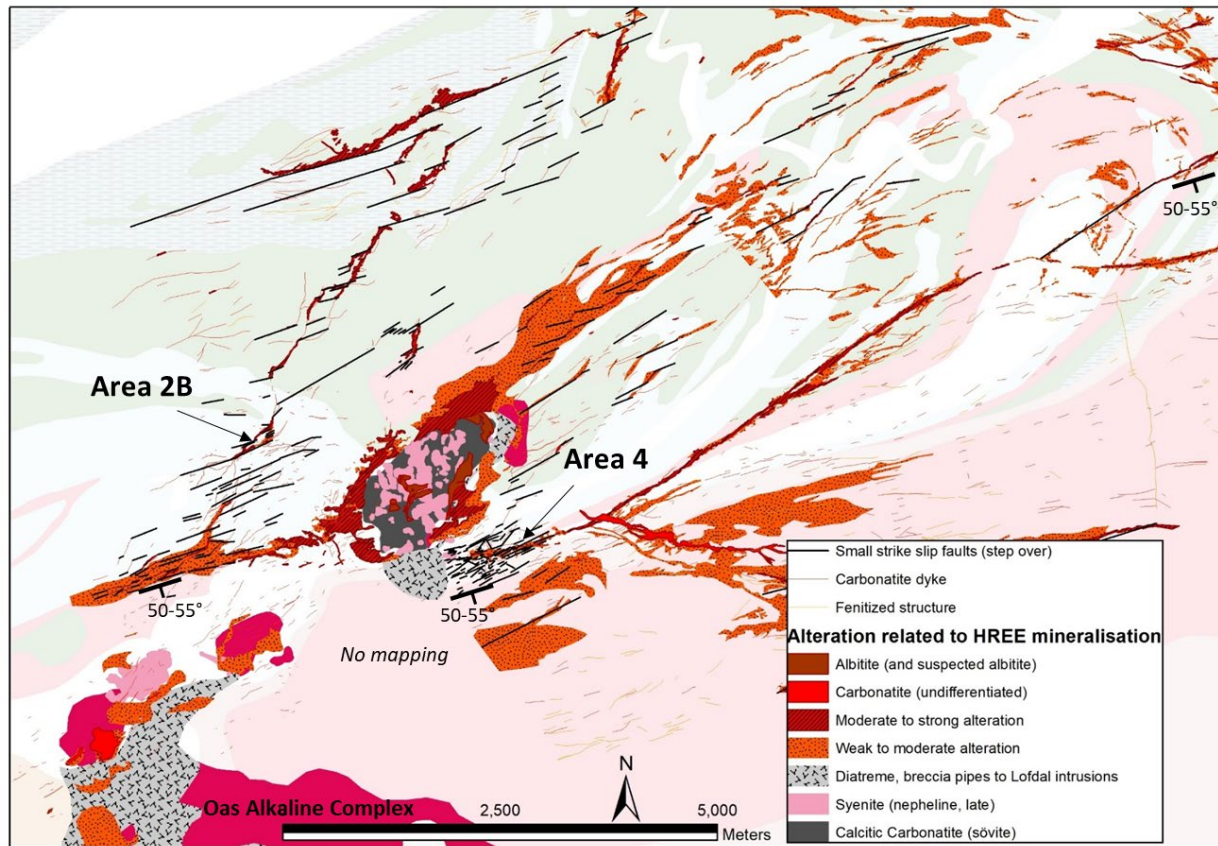 50-55°
Area 2B
Area 4
50-55°
50-55°
No mapping
Small strike slip faults (step over)
Carbonatite dyke
Fenitized structure
Alteration related to HREE mineralisation
Albitite (and suspected albitite)
Carbonatite (undifferentiated)
Moderate to strong alteration
Weak to moderate alteration
Diatreme, breccia pipes to Lofdal intrusions
Syenite (nepheline, late)
Calcitic Carbonatite (sövite)
N
Oas Alkaline Complex
2,500
5,000
Meters